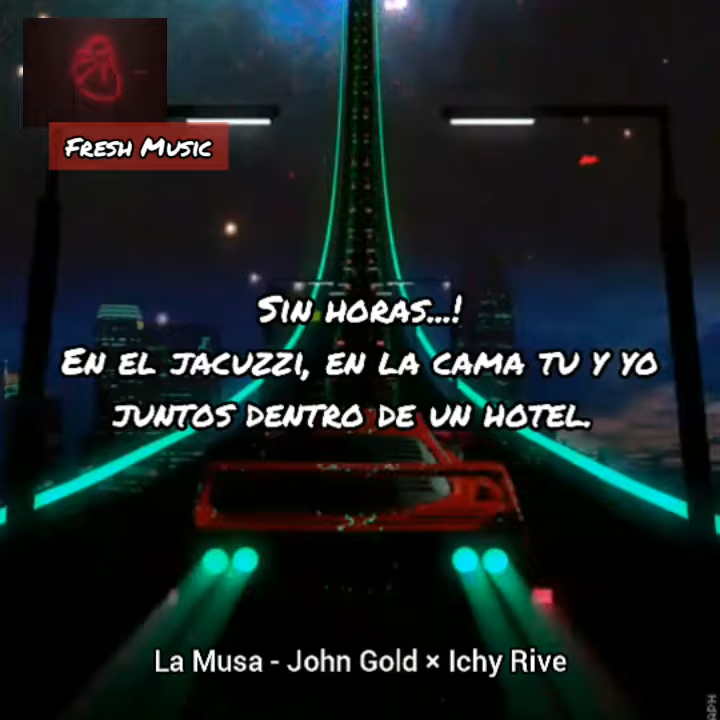 Fresh Music
Sin horas...!
En el jacuzzi, en la cama tu y yo
juntos dentro de un hotel.
La Musa - John Gold × Ichy Rive